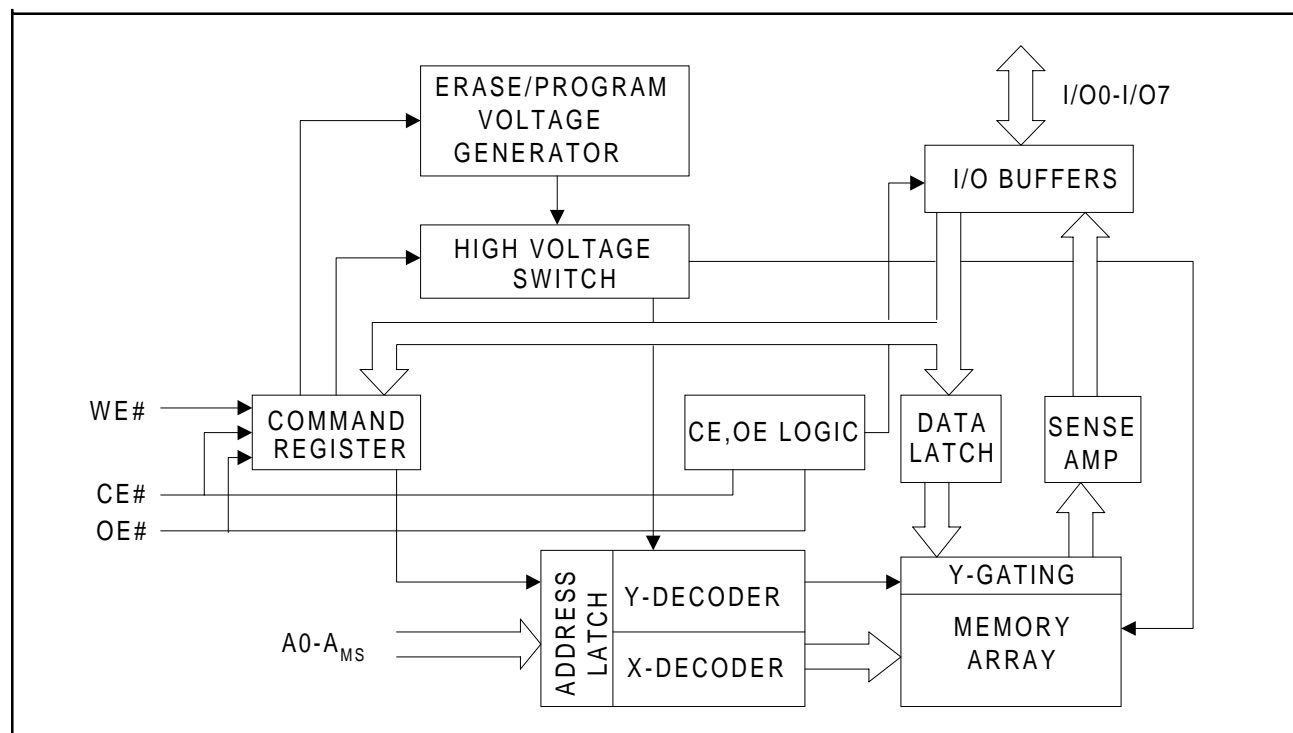 ERASE/PROGRAM
VOLTAGE
GENERATOR
I/O0-I/O7
I/O BUFFERS
HIGH VOLTAGE
SWITCH
WE#
CE#
OE#
COMMAND
REGISTER
CE,OE LOGIC
DATA
LATCH
SENSE
AMP
A0-AMS
ADDRESS
LATCH
Y-DECODER
X-DECODER
Y-GATING
MEMORY
ARRAY